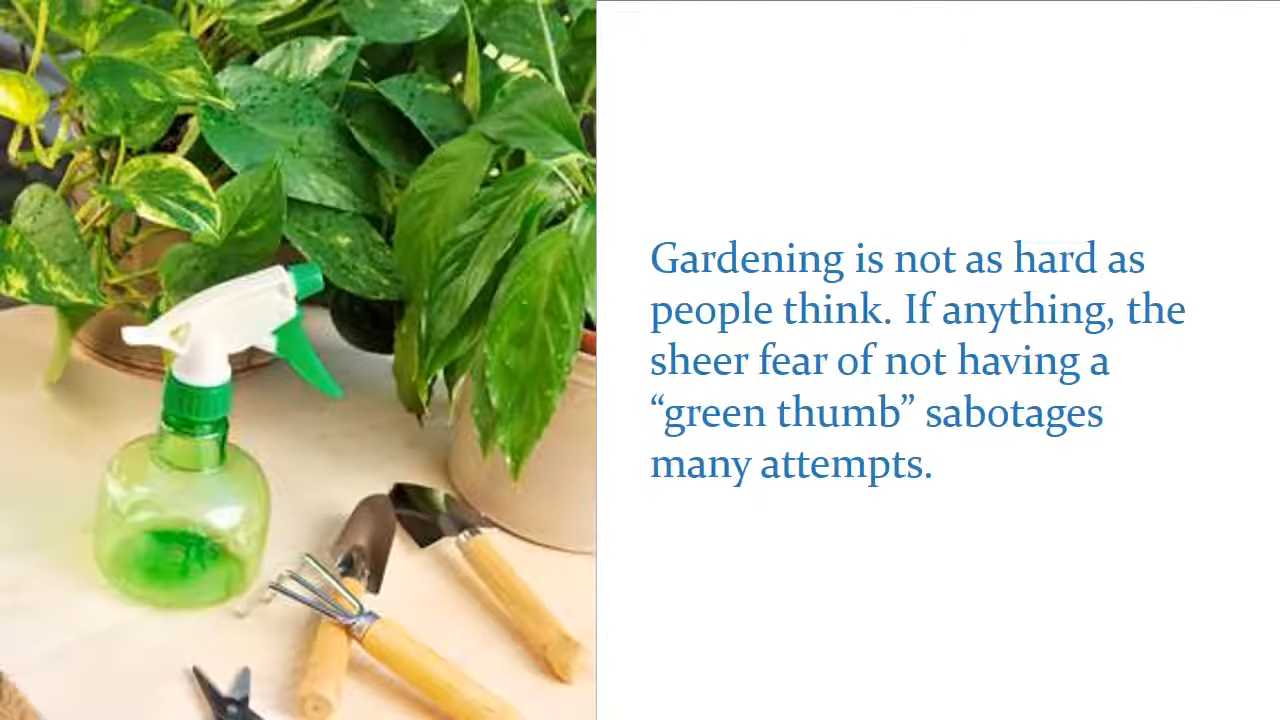 Gardening is not as hard as
people think. If anything, the
sheer fear of not having a
“green thumb” sabotages
many attempts.